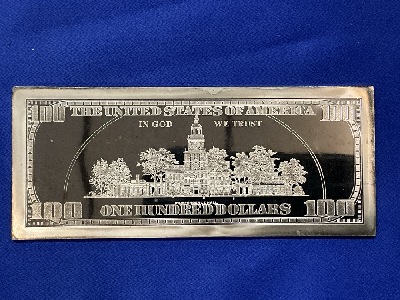 100 THE UNITED STATES OF AMERICA 100
IN GOD WE TRUST
100 ONE HUNDRED DOLLARS 100